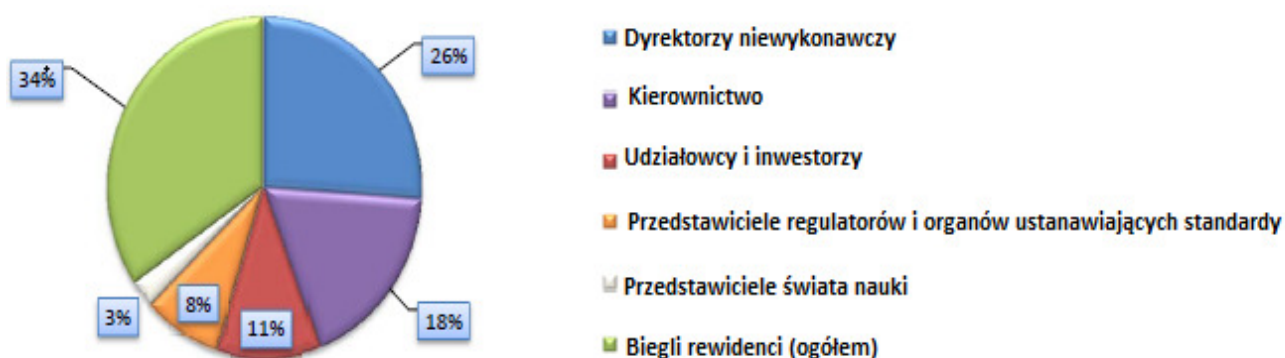 34%
26%
3%
8%
11%
18%
Dyrektorzy niewykonawczy
Kierownictwo
Udziałowcy i inwestorzy
Przedstawiciele regulatorów i organów ustanawiających standardy
Przedstawiciele świata nauki
Biegli rewidenci (ogółem)